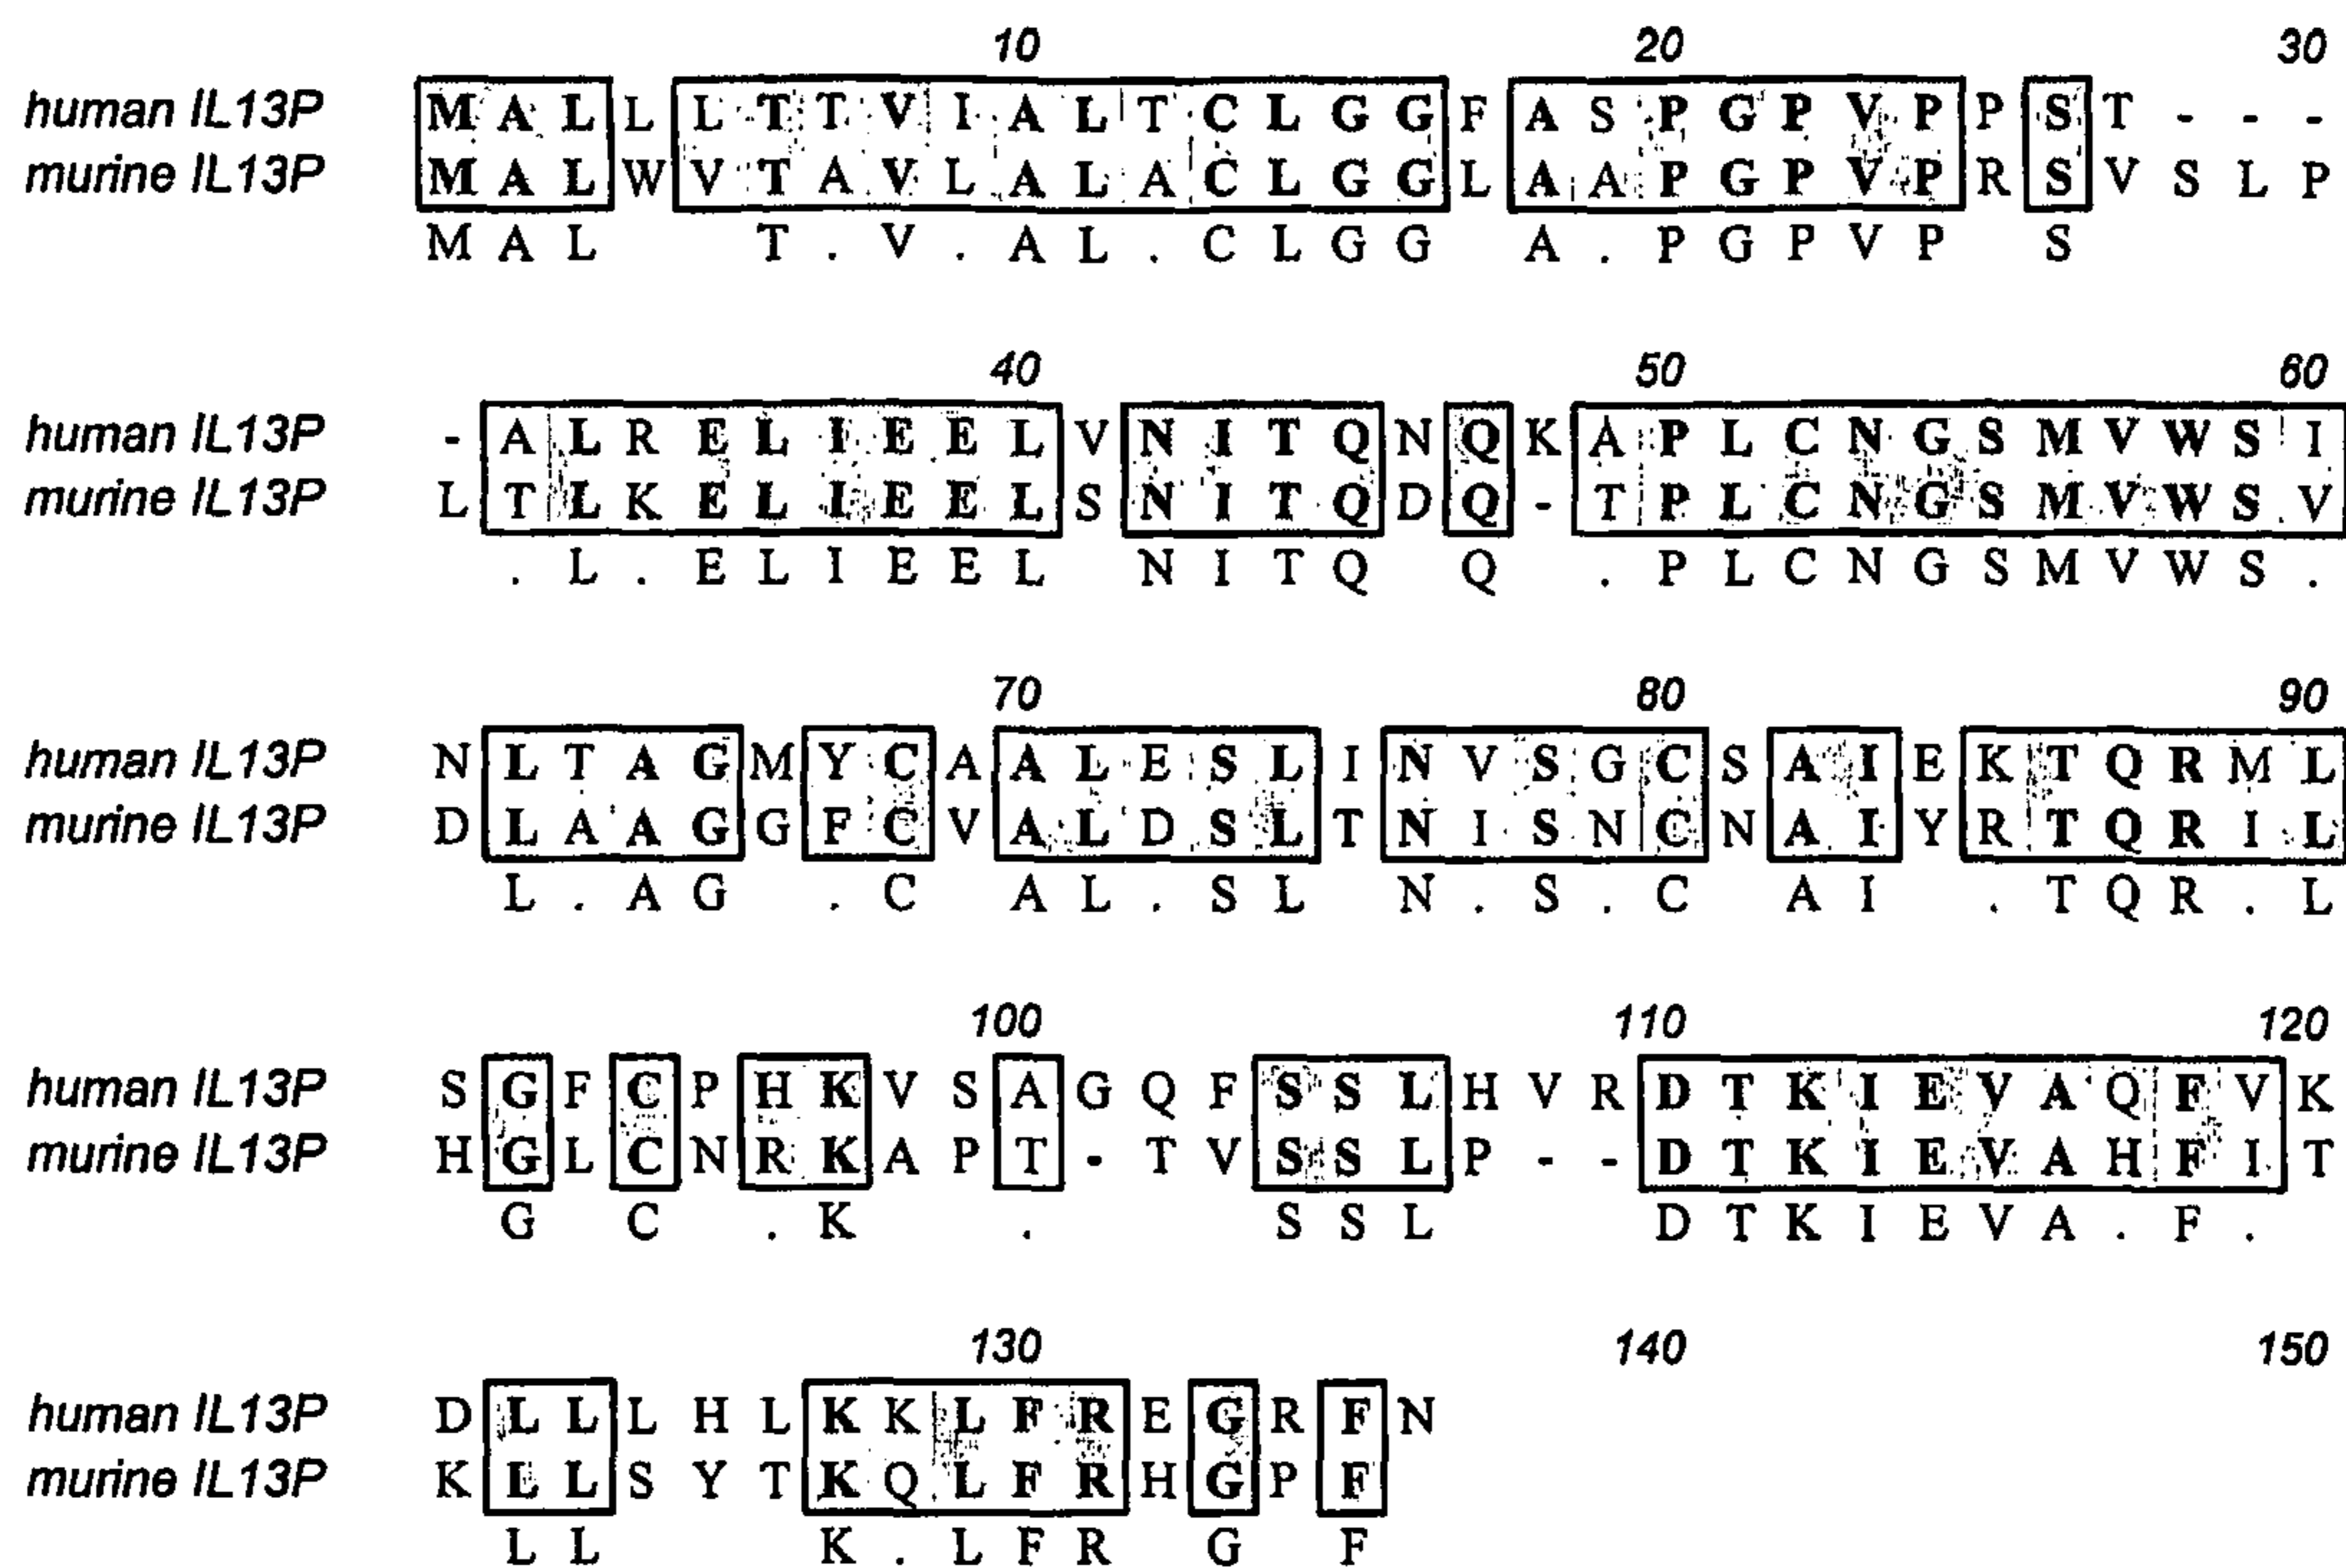 10 20 30
human IL13P M A L L L T T V I A L T C L G G F A S P G P V P P S T - - -
murine IL13P M A L W V T A V L A L A C L G G L A A P G P V P R S V S L P
M A L T . V . A L . C L G G A . P G P V P S
40 50 60
human IL13P - A L R E L I E E L V N I T Q N Q K A P L C N G S M V W S I
murine IL13P L T L K E L I E E L S N I T Q D Q - T P L C N G S M V W S V
. L . E L I E E L N I T Q Q . P L C N G S M V W S .
70 80 90
human IL13P N L T A G M Y C A A L E S L I N V S G C S A I E K T Q R M L
murine IL13P D L A A G G F C V A L D S L T N I S N C N A I Y R T Q R I L
L . A G . C A L . S L N . S . C A I . T Q R . L
100 110 120
human IL13P S G F C P H K V S A G Q F S S L H V R D T K I E V A Q F V K
murine IL13P H G L C N R K A P T - T V S S L P - - D T K I E V A H F I T
G C . K . S S L D T K I E V A . F .
130 140 150
human IL13P D L L L H L K K L F R E G R F N
murine IL13P K L L S Y T K Q L F R H G P F
L L K . L F R G F